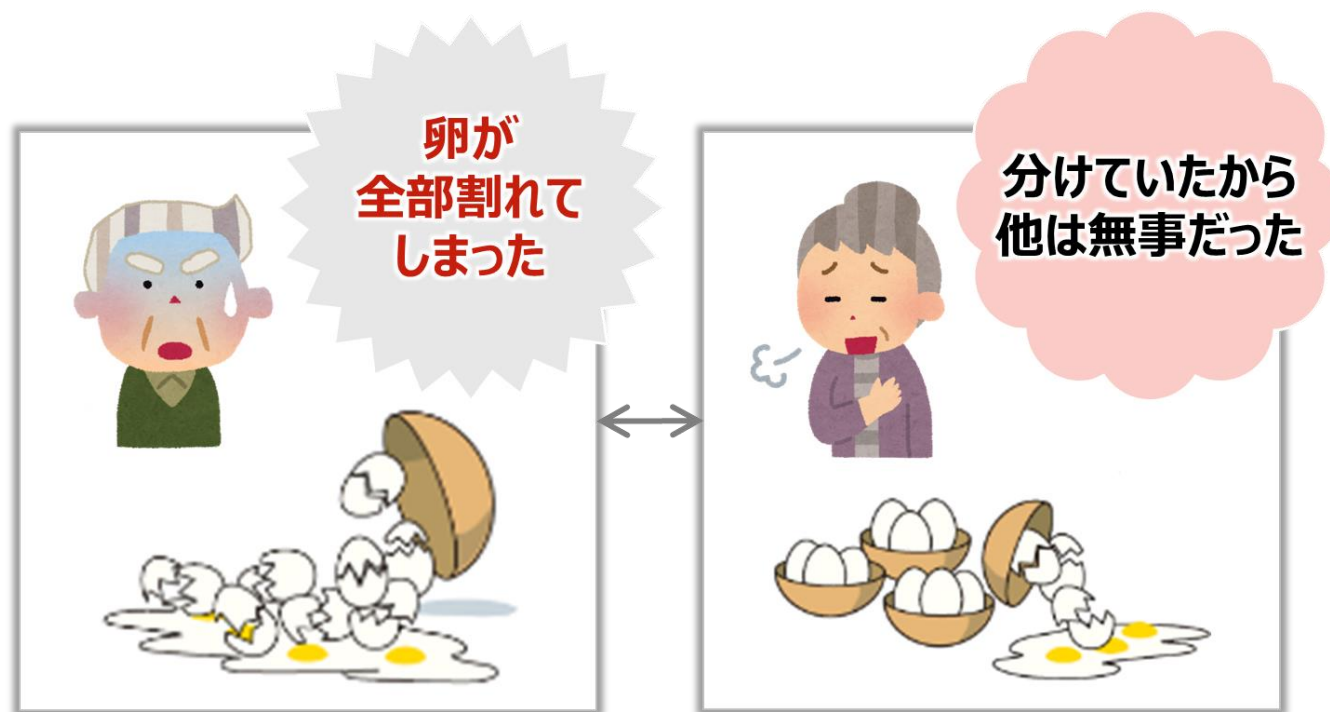 卵が
全部割れて
しまった
分けていたから
他は無事だった